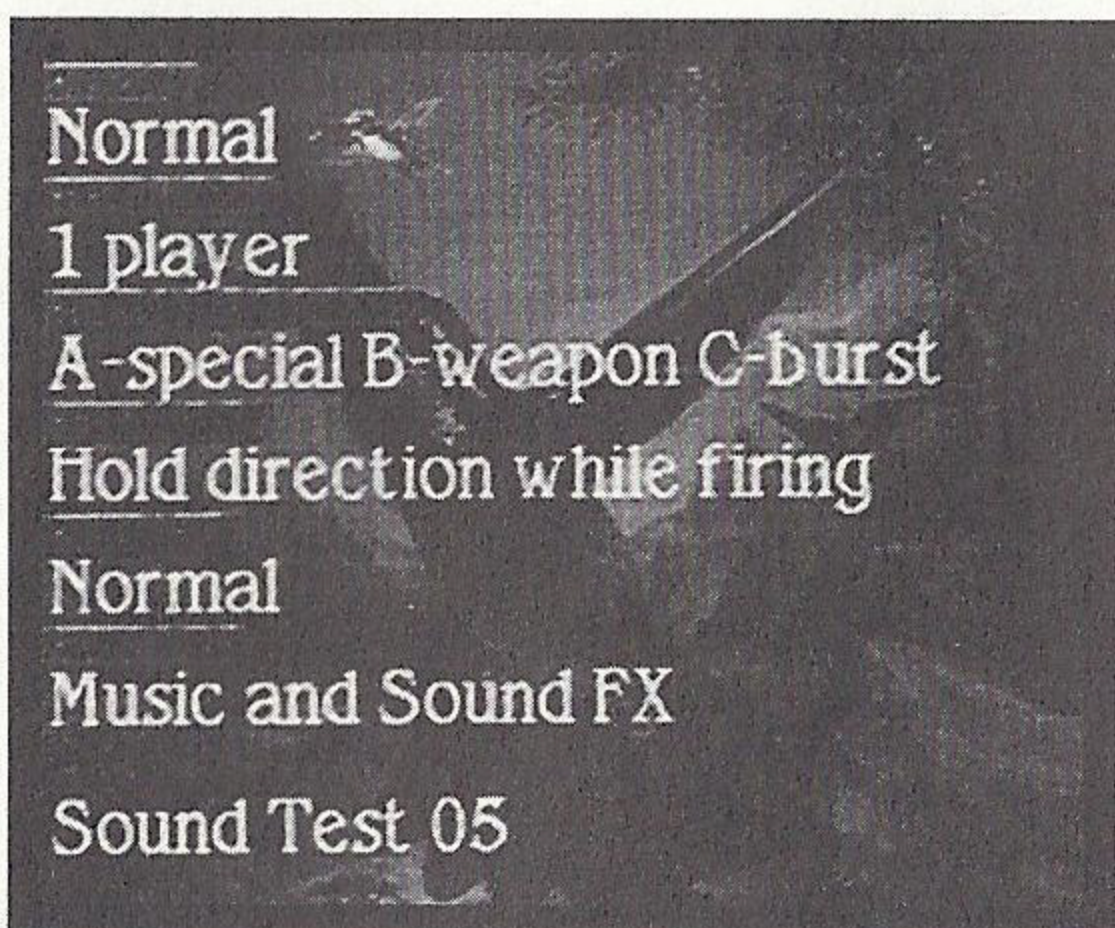 Normal
1 player
A-special B-weapon C-burst
Hold direction while firing
Normal
Music and Sound FX
Sound Test 05